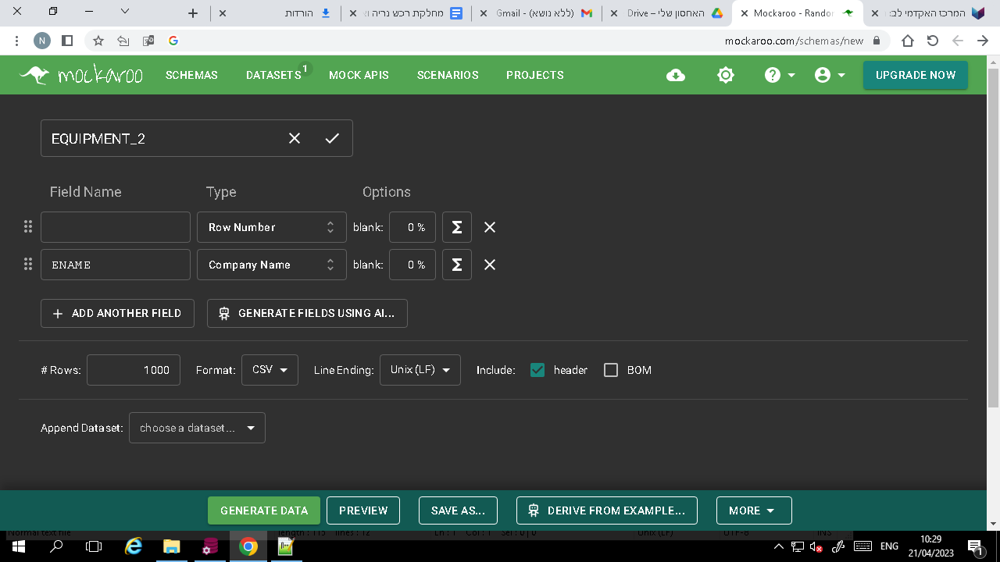 המרכז האקדמי לב:
Mockaroo - Randor
האחסון שלי – Drive
(ללא נושא) - Gmail
מחלקת רכש נריה וא
הורדות
N
mockaroo.com/schemas/new
mockaroo SCHEMAS DATASETS 1 MOCK APIS SCENARIOS PROJECTS UPGRADE NOW
EQUIPMENT_2
Field Name Type Options
Row Number blank: 0 % Σ
ENAME Company Name blank: 0 % Σ
+ ADD ANOTHER FIELD GENERATE FIELDS USING AI...
# Rows: 1000 Format: CSV Line Ending: Unix (LF) Include: header BOM
Append Dataset: choose a dataset...
GENERATE DATA PREVIEW SAVE AS... DERIVE FROM EXAMPLE... MORE
Normal text file length : 115 lines : 12 Ln : 1 Col : 1 Sel : 0 | 0 Unix (LF) UTF-8 INS
ENG 10:29
21/04/2023
1